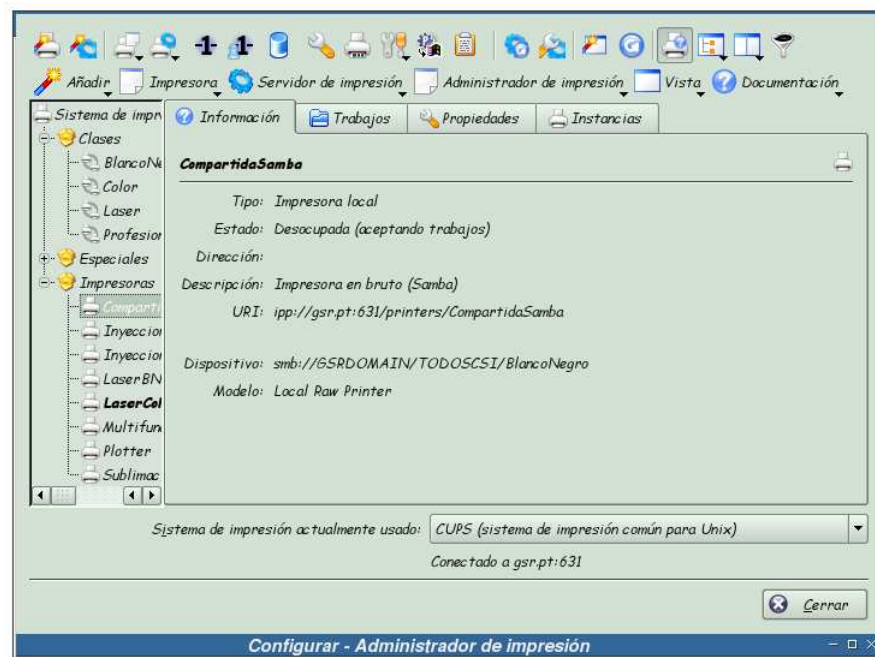 Añadir Impresora Servidor de impresión Administrador de impresión Vista Documentación
Sistema de impr
Clases
BlancoNe
Color
Laser
Profesion
Especiales
Impresoras
Comparti
Inyeccion
Inyeccion
LaserBN
LaserCol
Multifun
Plotter
Sublimac
Información Trabajos Propiedades Instancias
CompartidaSamba
Tipo: Impresora local
Estado: Desocupada (aceptando trabajos)
Dirección:
Descripción: Impresora en bruto (Samba)
URI: ipp://gsr.pt:631/printers/CompartidaSamba
Dispositivo: smb://GSRDOMAIN/TODOSCSI/BlancoNegro
Modelo: Local Raw Printer
Sistema de impresión actualmente usado: CUPS (sistema de impresión común para Unix)
Conectado a gsr.pt:631
Cerrar
Configurar - Administrador de impresión